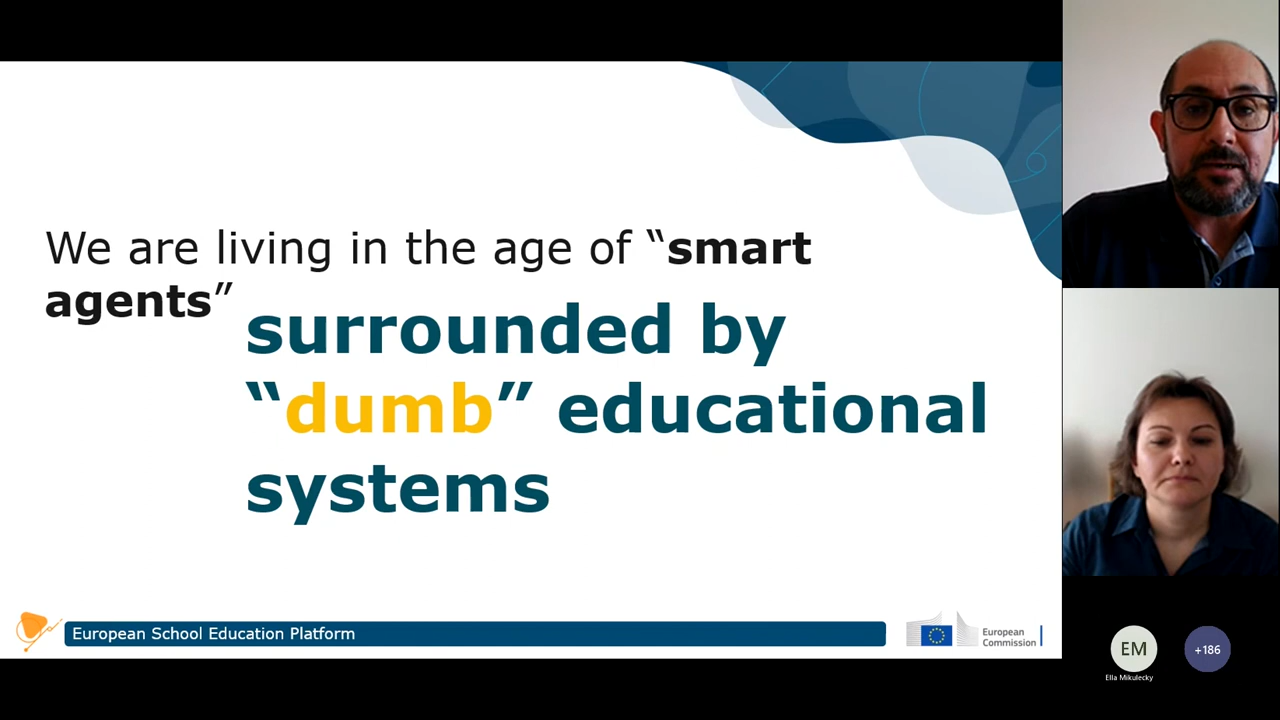 We are living in the age of “smart
agents”
surrounded by
“dumb” educational
systems
European School Education Platform
European
Commission
EM
+186
Ella Mikulecky